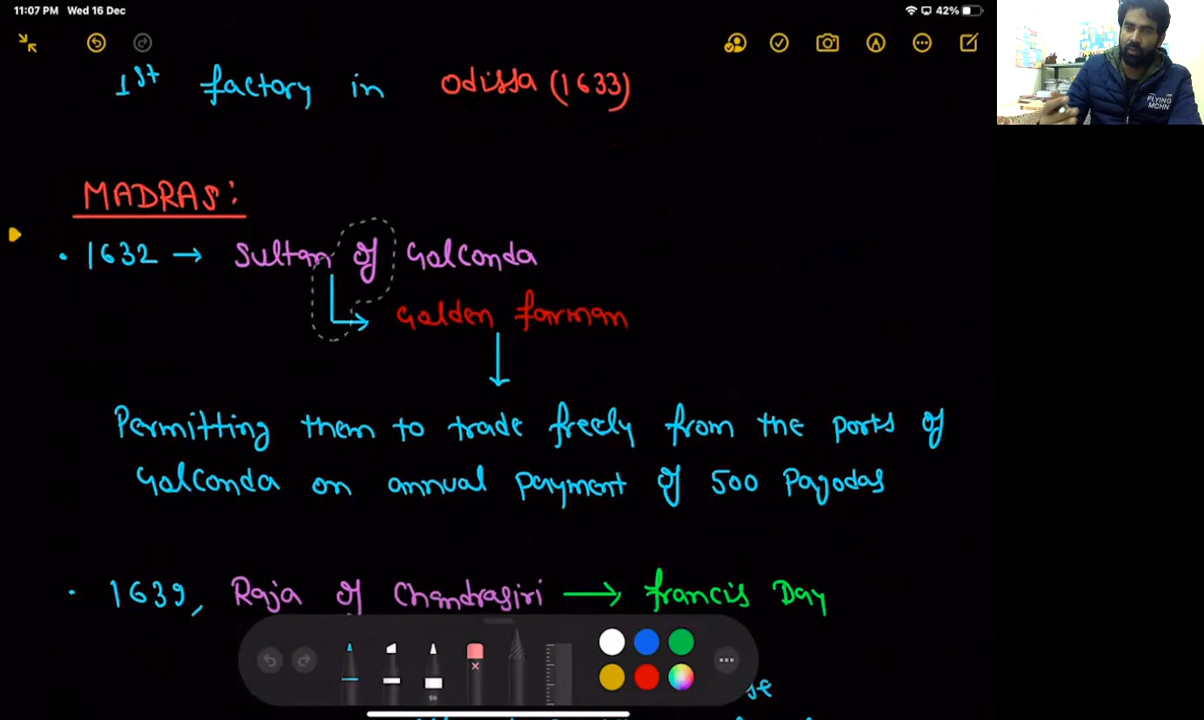 11:07 PM Wed 16 Dec 42%
1st factory in Odissa (1633)
FLYING
MCHN
MADRAS:
• 1632 → Sultan of Golconda
Golden farman
Permitting them to trade freely from the ports of
Golconda on annual payment of 500 Pagodas
• 1639, Raja of Chandragiri → Francis Day